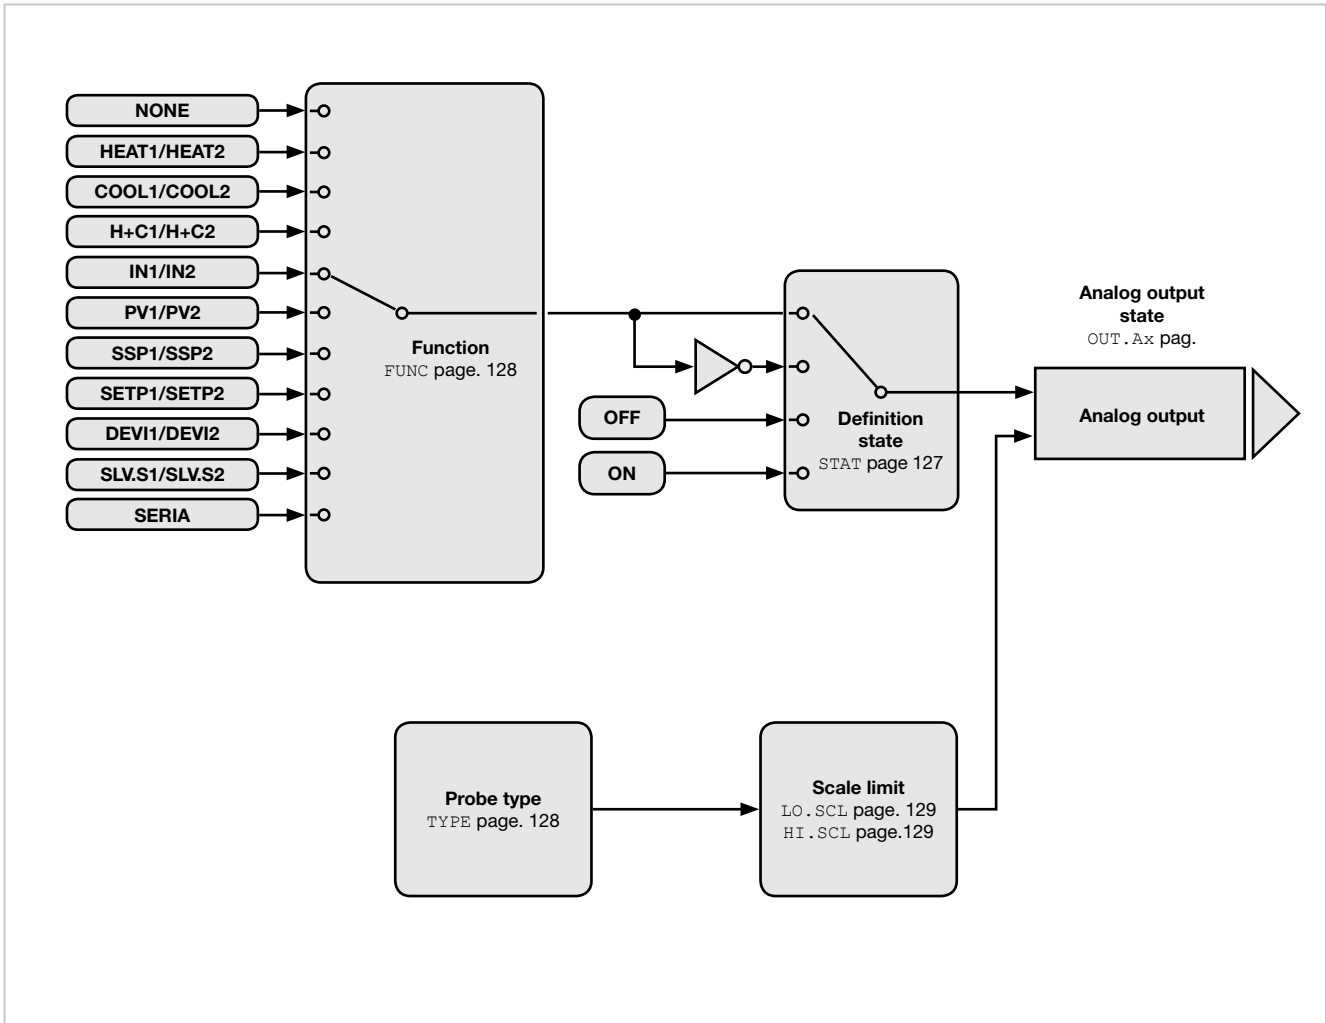 NONE
HEAT1/HEAT2
COOL1/COOL2
H+C1/H+C2
IN1/IN2
PV1/PV2
SSP1/SSP2
SETP1/SETP2
DEVI1/DEVI2
SLV.S1/SLV.S2
SERIA
Function
FUNC page. 128
OFF
ON
Definition
state
STAT page 127
Analog output
state
OUT.Ax pag.
Analog output
Probe type
TYPE page. 128
Scale limit
LO.SCL page. 129
HI.SCL page.129